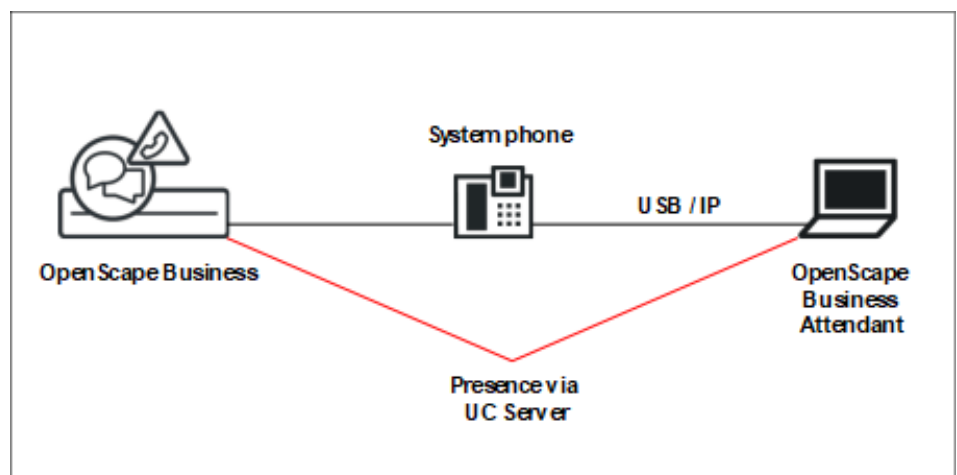 System phone
USB / IP
OpenScape Business
OpenScape
Business
Attendant
Presence via
UC Server